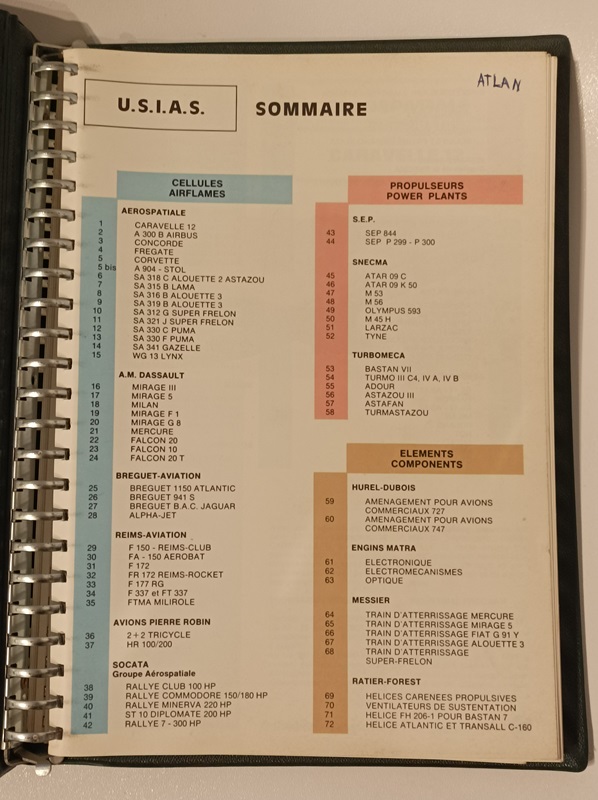 ATLAN
U.S.I.A.S. SOMMAIRE
CELLULES
AIRFLAMES
AEROSPATIALE
1 CARAVELLE 12
2 A 300 B AIRBUS
3 CONCORDE
4 FREGATE
5 CORVETTE
5 bis A 904 - STOL
6 SA 318 C ALOUETTE 2 ASTAZOU
7 SA 315 B LAMA
8 SA 316 B ALOUETTE 3
9 SA 319 B ALOUETTE 3
10 SA 312 G SUPER FRELON
11 SA 321 J SUPER FRELON
12 SA 330 C PUMA
13 SA 330 F PUMA
14 SA 341 GAZELLE
15 WG 13 LYNX
A.M. DASSAULT
16 MIRAGE III
17 MIRAGE 5
18 MILAN
19 MIRAGE F 1
20 MIRAGE G 8
21 MERCURE
22 FALCON 20
23 FALCON 10
24 FALCON 20 T
BREGUET-AVIATION
25 BREGUET 1150 ATLANTIC
26 BREGUET 941 S
27 BREGUET B.A.C. JAGUAR
28 ALPHA-JET
REIMS-AVIATION
29 F 150 - REIMS-CLUB
30 FA - 150 AEROBAT
31 F 172
32 FR 172 REIMS-ROCKET
33 F 177 RG
34 F 337 et FT 337
35 FTMA MILIROLE
AVIONS PIERRE ROBIN
36 2 + 2 TRICYCLE
37 HR 100/200
SOCATA
Groupe Aérospatiale
38 RALLYE CLUB 100 HP
39 RALLYE COMMODORE 150/180 HP
40 RALLYE MINERVA 220 HP
41 ST 10 DIPLOMATE 200 HP
42 RALLYE 7 - 300 HP
PROPULSEURS
POWER PLANTS
S.E.P.
43 SEP 844
44 SEP P 299 - P 300
SNECMA
45 ATAR 09 C
46 ATAR 09 K 50
47 M 53
48 M 56
49 OLYMPUS 593
50 M 45 H
51 LARZAC
52 TYNE
TURBOMECA
53 BASTAN VII
54 TURMO III C4, IV A, IV B
55 ADOUR
56 ASTAZOU III
57 ASTAFAN
58 TURMASTAZOU
ELEMENTS
COMPONENTS
HUREL-DUBOIS
59 AMENAGEMENT POUR AVIONS
COMMERCIAUX 727
60 AMENAGEMENT POUR AVIONS
COMMERCIAUX 747
ENGINS MATRA
61 ELECTRONIQUE
62 ELECTROMECANISMES
63 OPTIQUE
MESSIER
64 TRAIN D'ATTERRISSAGE MERCURE
65 TRAIN D'ATTERRISSAGE MIRAGE 5
66 TRAIN D'ATTERRISSAGE FIAT G 91 Y
67 TRAIN D'ATTERRISSAGE ALOUETTE 3
68 TRAIN D'ATTERRISSAGE
SUPER-FRELON
RATIER-FOREST
69 HELICES CARENEES PROPULSIVES
70 VENTILATEURS DE SUSTENTATION
71 HELICE FH 206-1 POUR BASTAN 7
72 HELICE ATLANTIC ET TRANSALL C-160